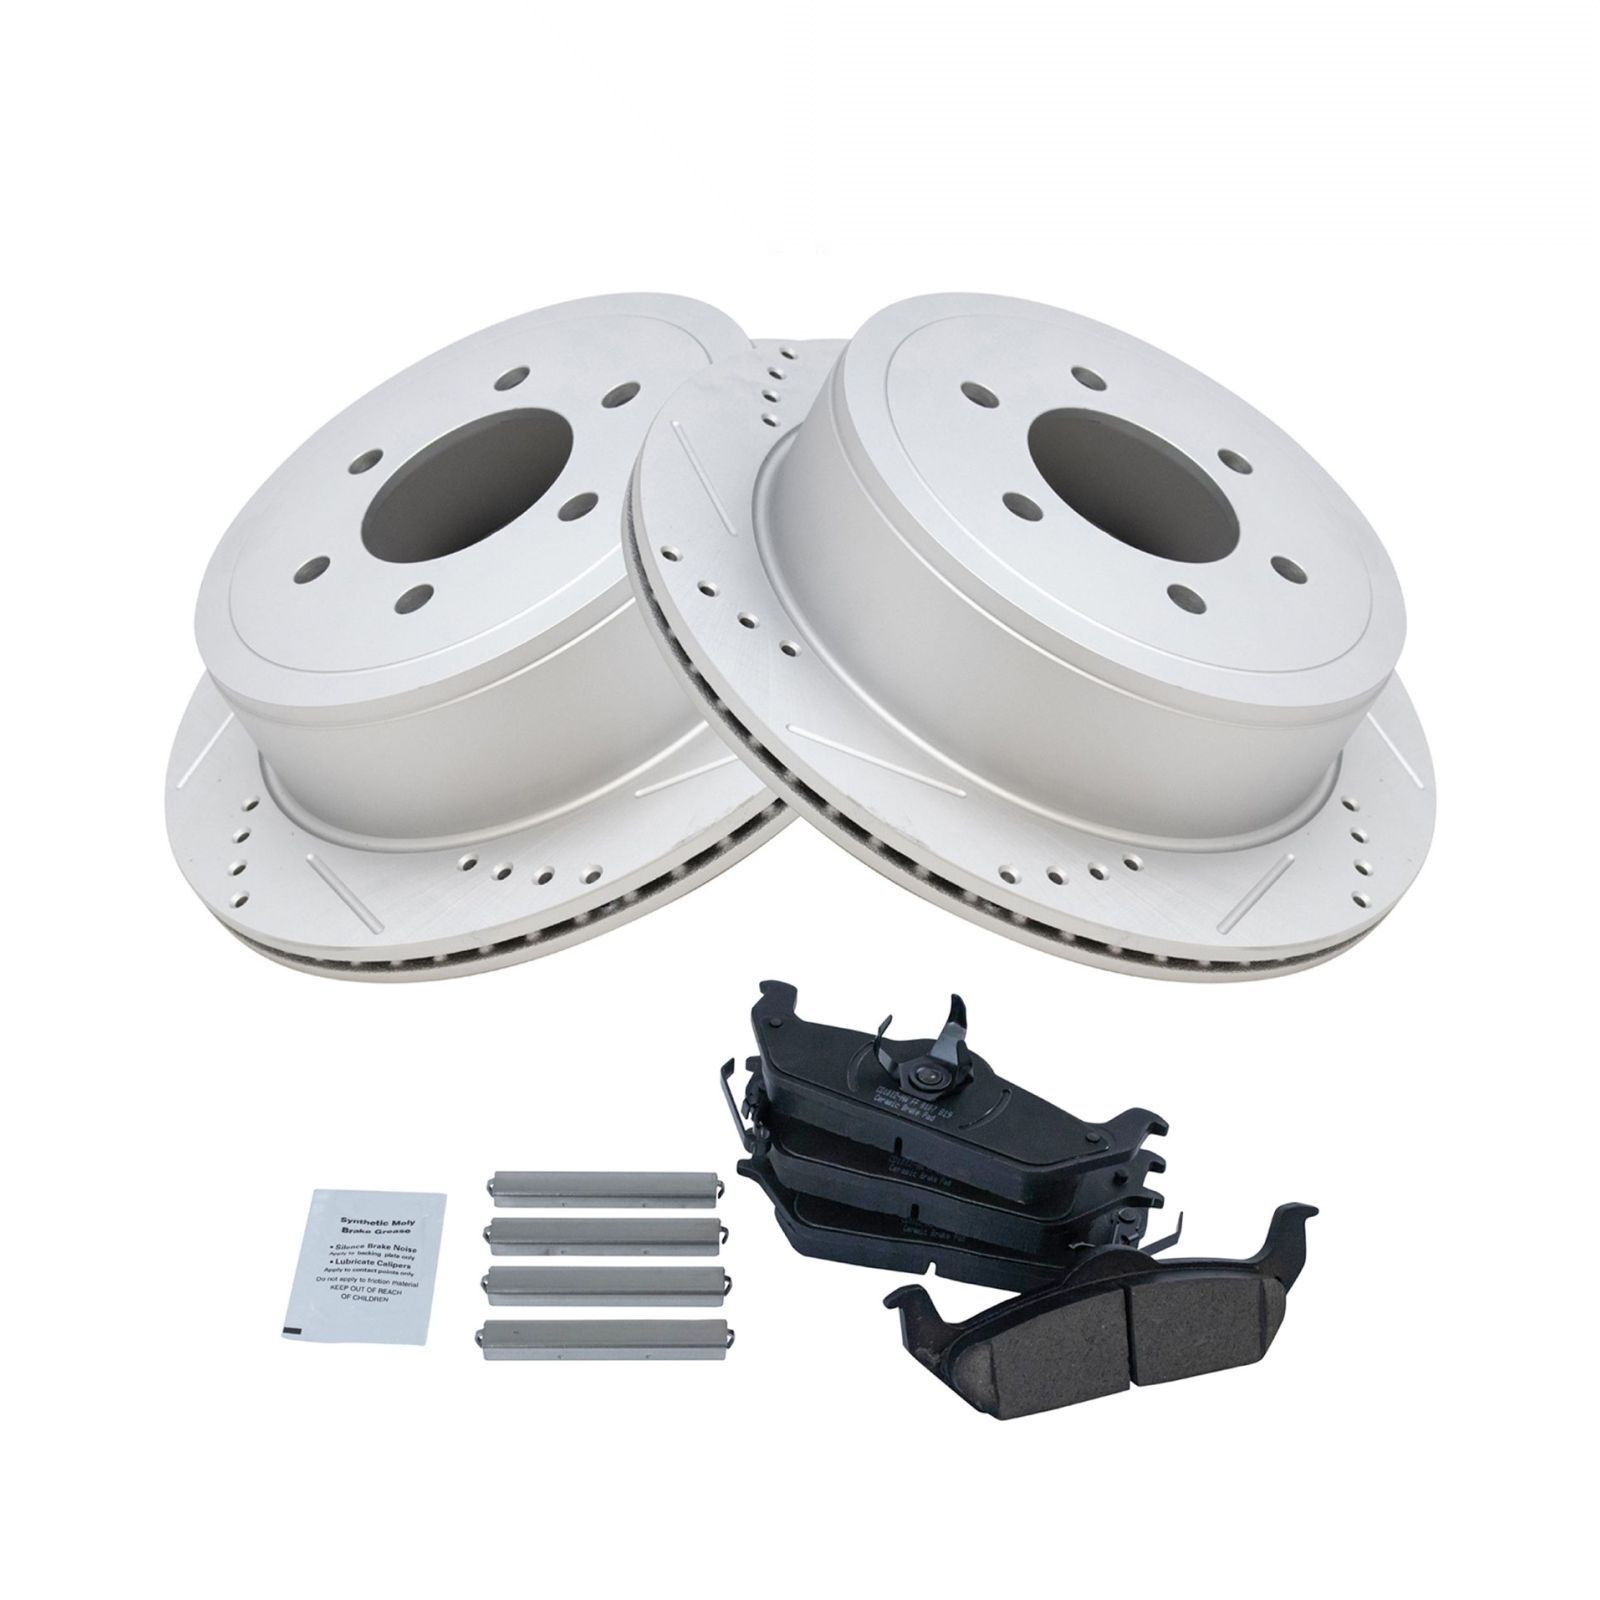 Ceramic Brake Pad
Ceramic Brake Pad
Ceramic Brake Pad
Synthetic Moly
Brake Grease
• Silence Brake Noise
Apply to backing plate only
• Lubricate Calipers
Apply to contact points only
Do not apply to friction material
KEEP OUT OF REACH
OF CHILDREN